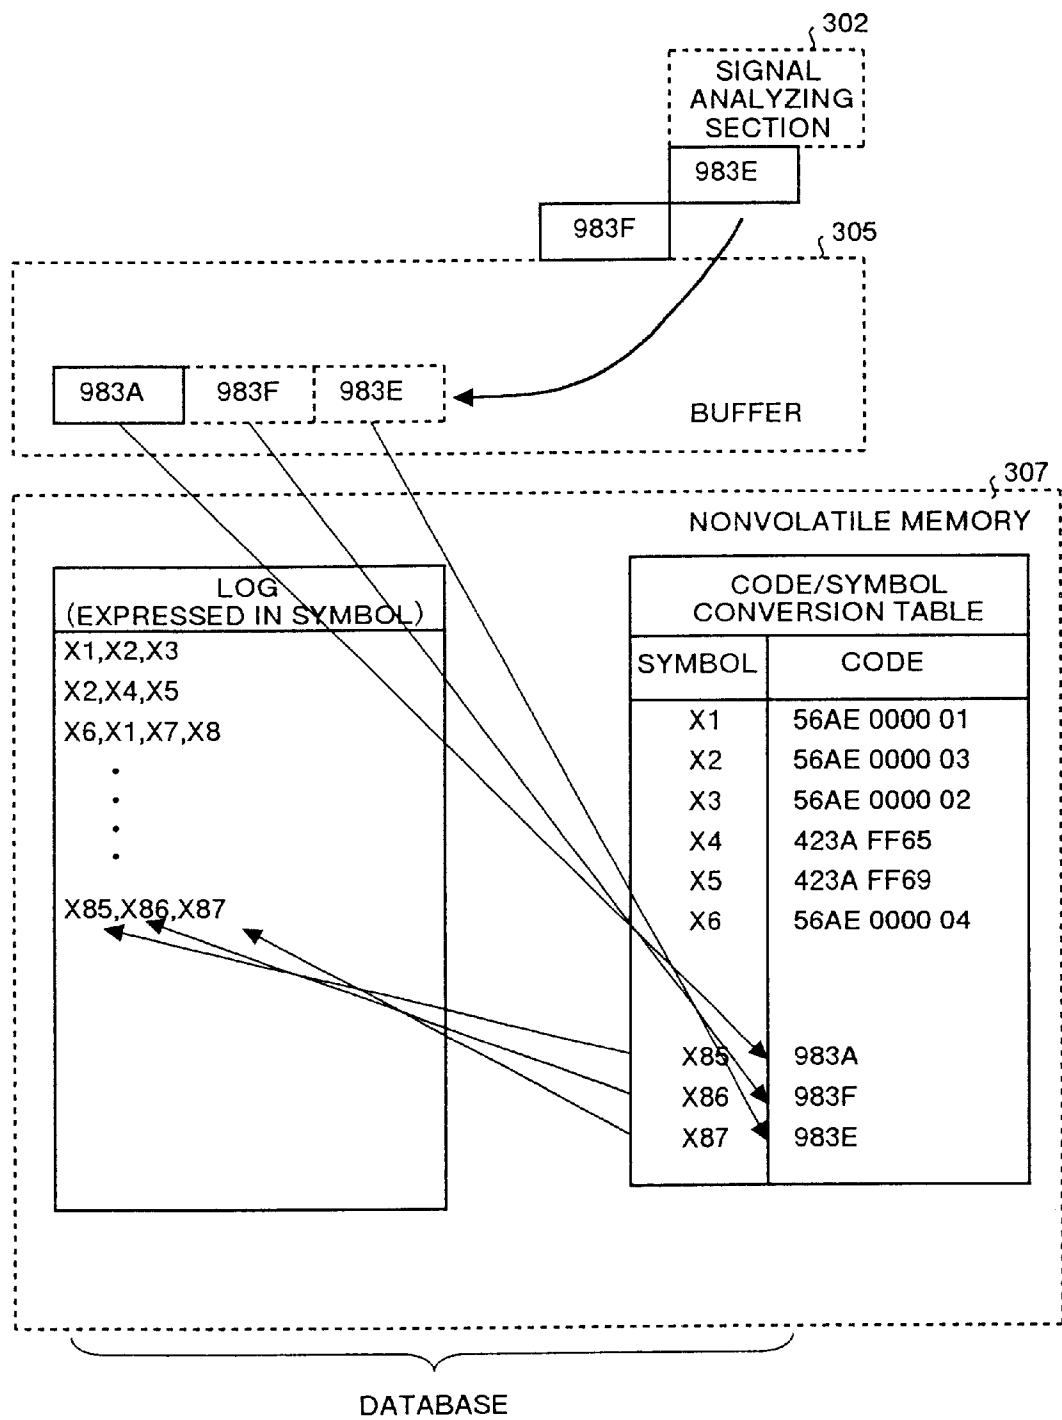 302
SIGNAL
ANALYZING
SECTION
983E
983F
305
983A 983F 983E
BUFFER
307
NONVOLATILE MEMORY
LOG
(EXPRESSED IN SYMBOL)
X1,X2,X3
X2,X4,X5
X6,X1,X7,X8
X85,X86,X87
CODE/SYMBOL
CONVERSION TABLE
SYMBOL CODE
X1 56AE 0000 01
X2 56AE 0000 03
X3 56AE 0000 02
X4 423A FF65
X5 423A FF69
X6 56AE 0000 04
X85 983A
X86 983F
X87 983E
DATABASE